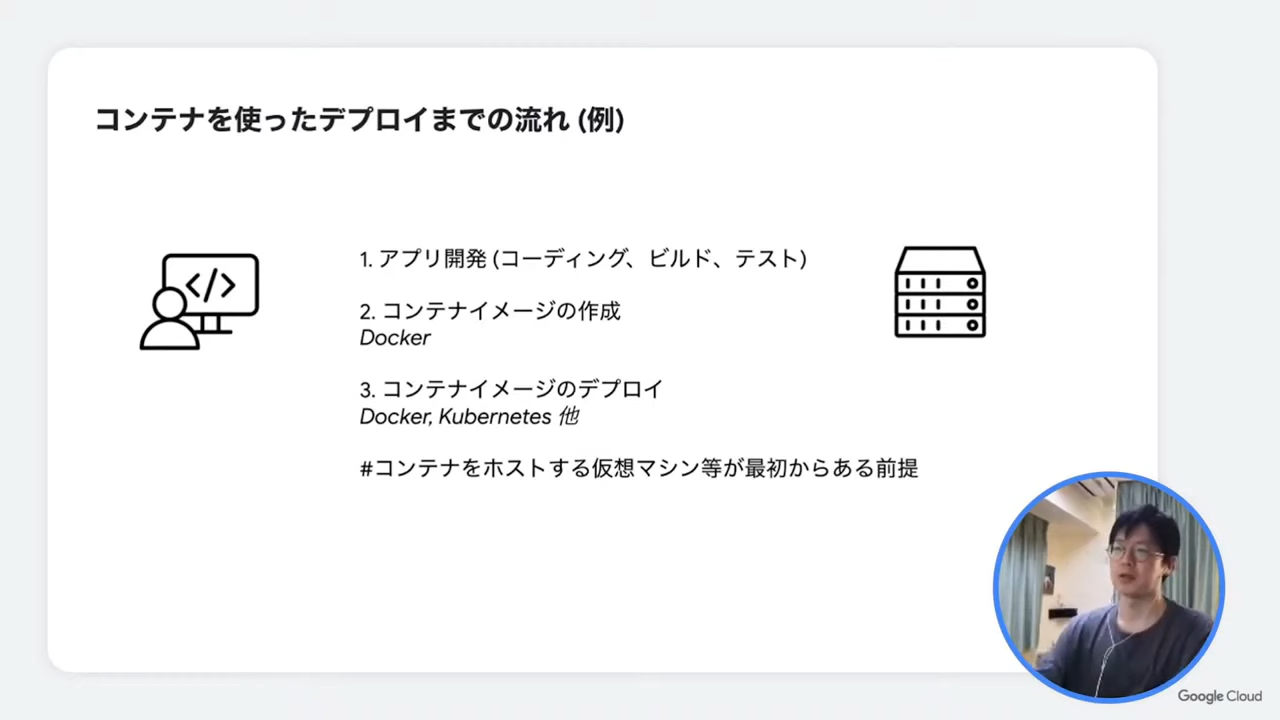 コンテナを使ったデプロイまでの流れ (例)
</>
1. アプリ開発 (コーディング、ビルド、テスト)
2. コンテナイメージの作成
Docker
3. コンテナイメージのデプロイ
Docker, Kubernetes 他
#コンテナをホストする仮想マシン等が最初からある前提
Google Cloud